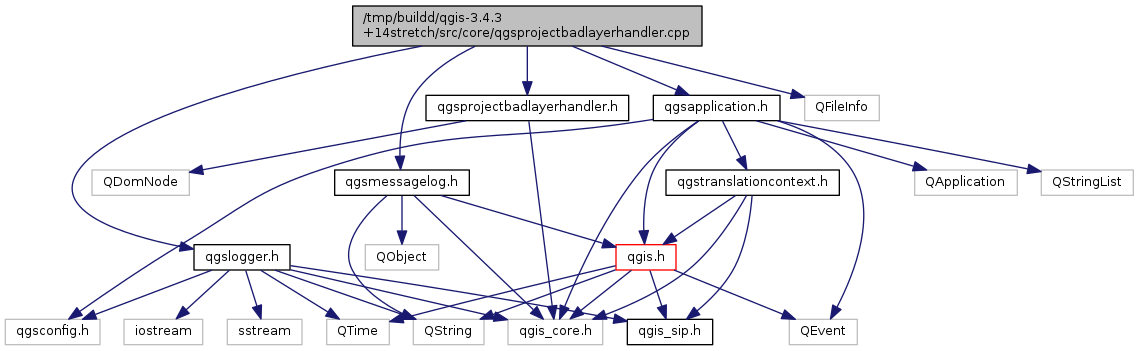 /tmp/buildd/qgis-3.4.3
+14stretch/src/core/qgsprojectbadlayerhandler.cpp
qgsprojectbadlayerhandler.h
qgsapplication.h
QFileInfo
QDomNode
qgsmessagelog.h
qgstranslationcontext.h
QApplication
QStringList
qgslogger.h
QObject
qgis.h
qgsconfig.h
iostream
sstream
QTime
QString
qgis_core.h
qgis_sip.h
QEvent